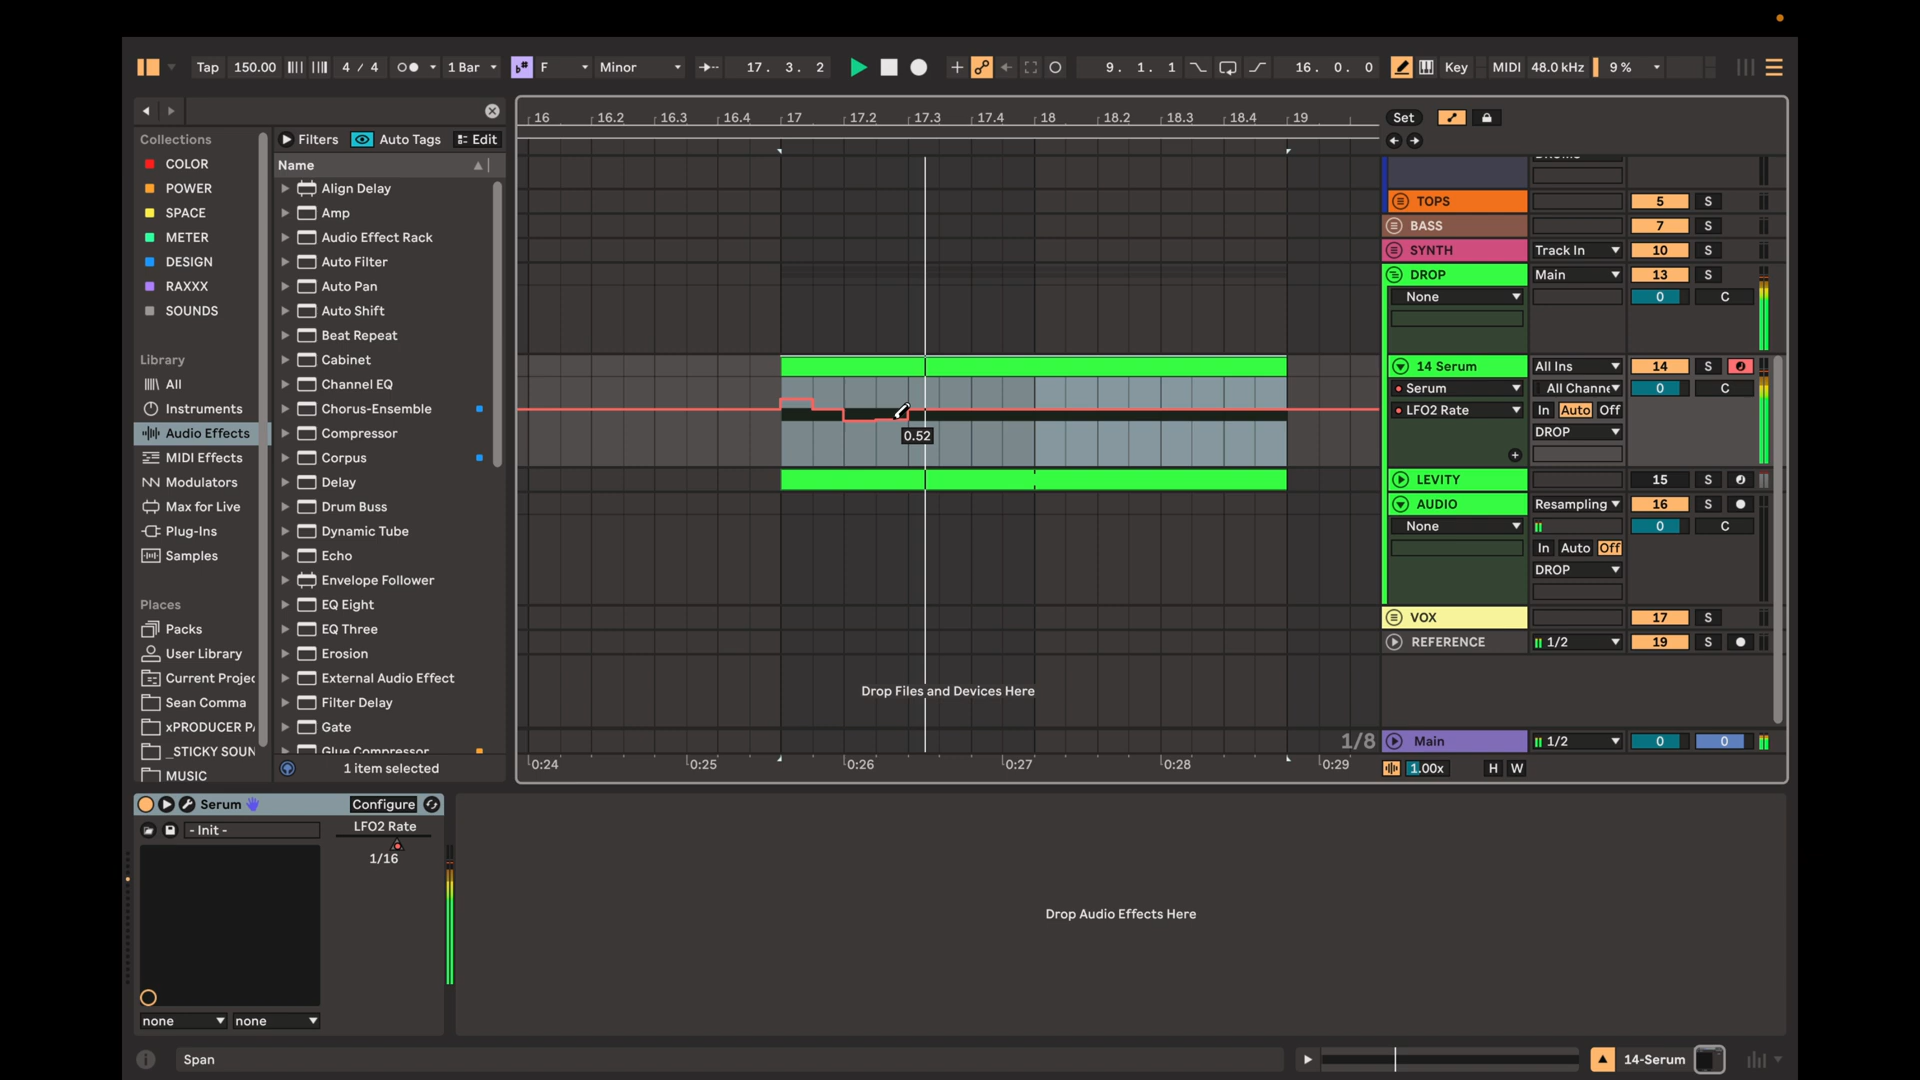 Tap 150.00 4 / 4 1 Bar F Minor 17. 3. 2 9. 1. 1 16. 0. 0 Key MIDI 48.0 kHz 9 %
Collections
COLOR
POWER
SPACE
METER
DESIGN
RAXXX
SOUNDS
Library
All
Instruments
Audio Effects
MIDI Effects
Modulators
Max for Live
Plug-Ins
Samples
Places
Packs
User Library
Current Projec
Sean Comma
xPRODUCER P
_STICKY SOUN
MUSIC
Filters Auto Tags Edit
Name
Align Delay
Amp
Audio Effect Rack
Auto Filter
Auto Pan
Auto Shift
Beat Repeat
Cabinet
Channel EQ
Chorus-Ensemble
Compressor
Corpus
Delay
Drum Buss
Dynamic Tube
Echo
Envelope Follower
EQ Eight
EQ Three
Erosion
External Audio Effect
Filter Delay
Gate
Glue Compressor
1 item selected
16 16.2 16.3 16.4 17 17.2 17.3 17.4 18 18.2 18.3 18.4 19
0.52
Drop Files and Devices Here
1/8
0:24 0:25 0:26 0:27 0:28 0:29
Set
TOPS 5 S
BASS 7 S
SYNTH Track In 10 S
DROP Main 13 S
None 0 C
14 Serum All Ins 14 S
Serum All Channe 0 C
LFO2 Rate In Auto Off
DROP
LEVITY 15 S
AUDIO Resampling 16 S
None 0 C
In Auto Off
DROP
VOX 17 S
REFERENCE 1/2 19 S
Main 1/2 0 0
1.00x H W
Serum Configure
- Init - LFO2 Rate
1/16
none none
Drop Audio Effects Here
Span 14-Serum